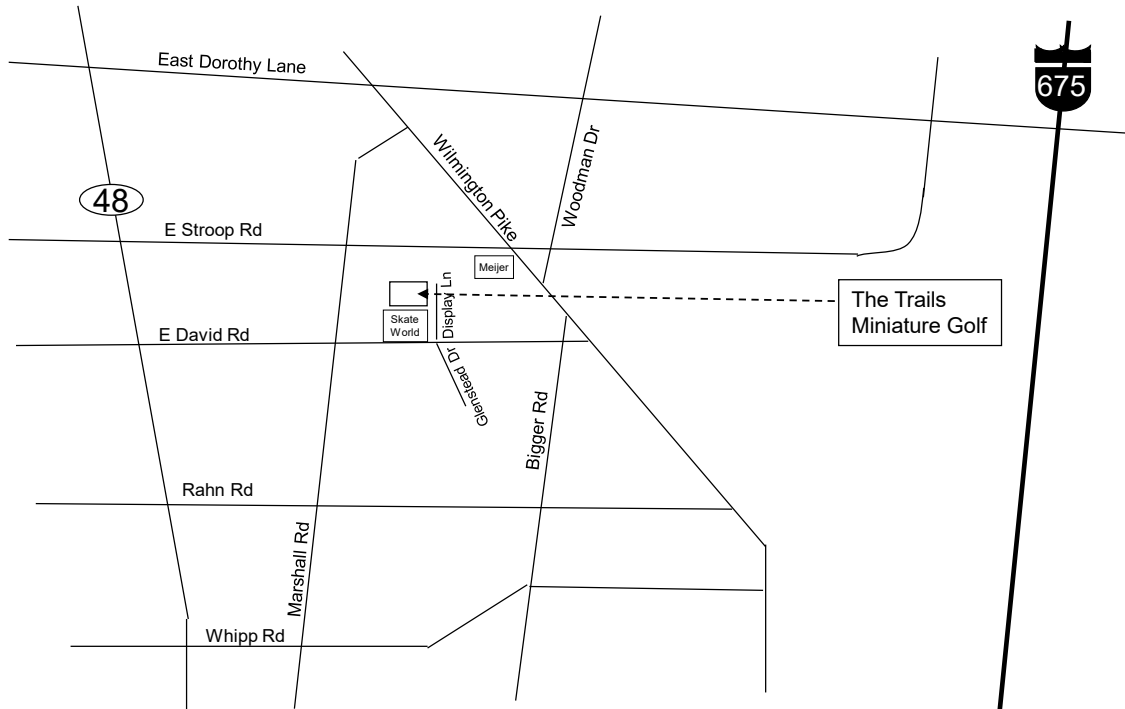 East Dorothy Lane
675
Wilmington Pike
Woodman Dr
48
E Stroop Rd
Meijer
Display Ln
The Trails
Miniature Golf
Skate
World
E David Rd
Glenstead Dr
Bigger Rd
Rahn Rd
Marshall Rd
Whipp Rd